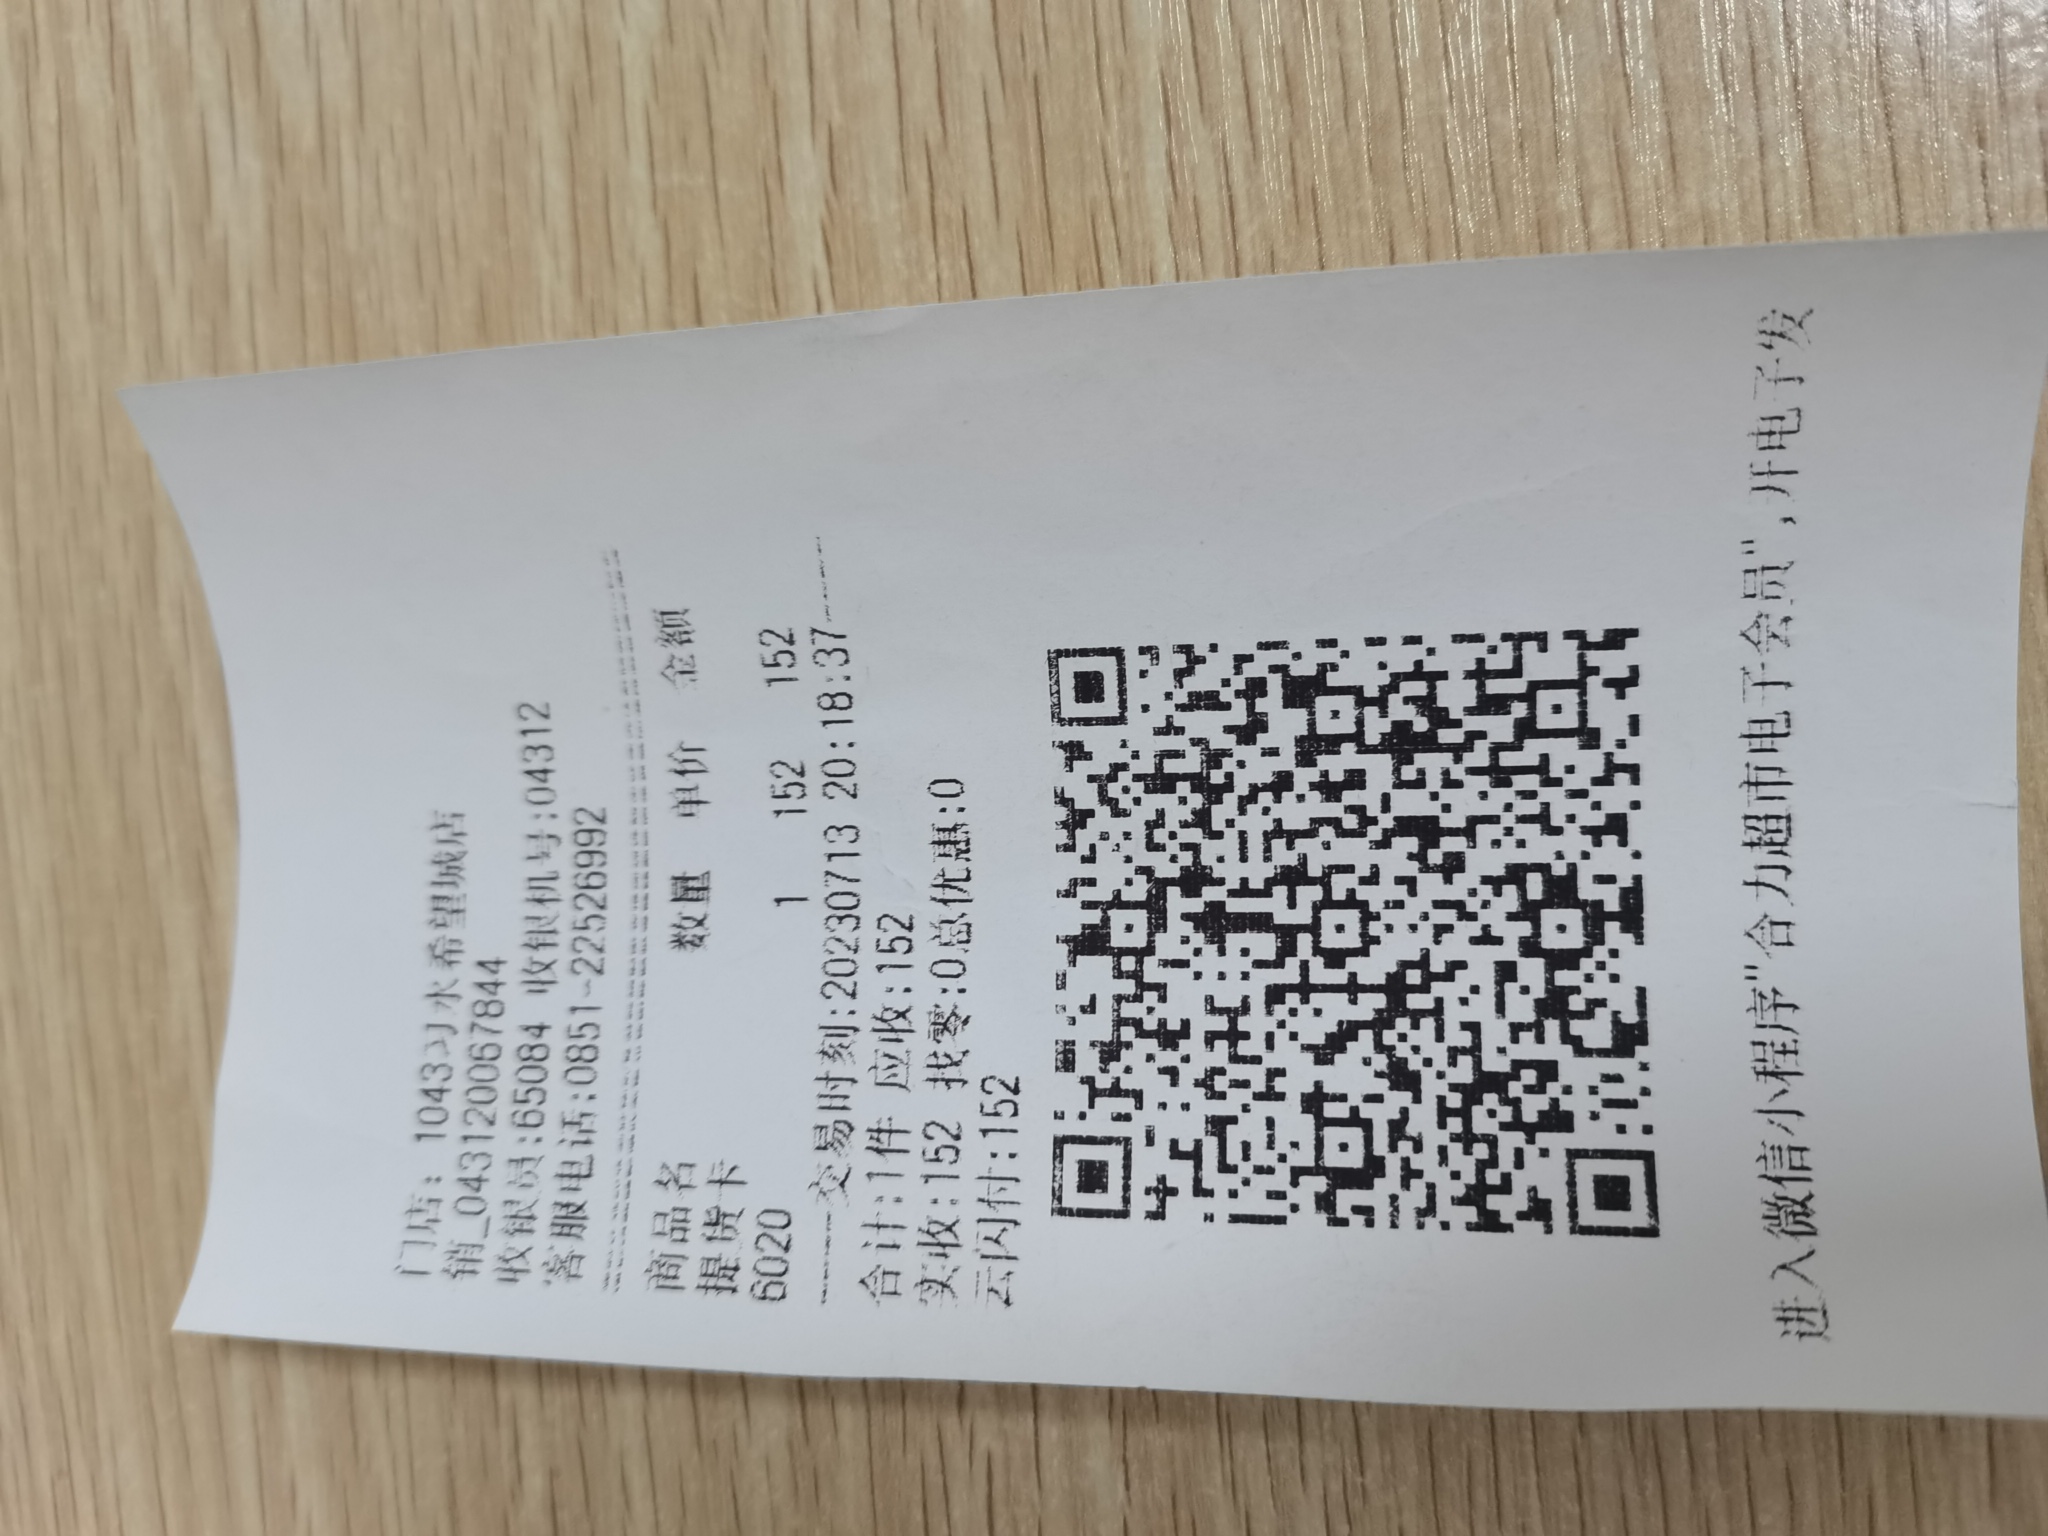 门店: 1043习水希望城店
销_0431200067844
收银员:65084 收银机号:04312
客服电话:0851-22526992
商品名 数量 单价 金额
提货卡
6020 1 152 152
交易时刻:20230713 20:18:37
合计:1件 应收:152
实收:152 找零:0总优惠:0
云闪付:152
进入微信小程序"合力超市电子会员",开电子发